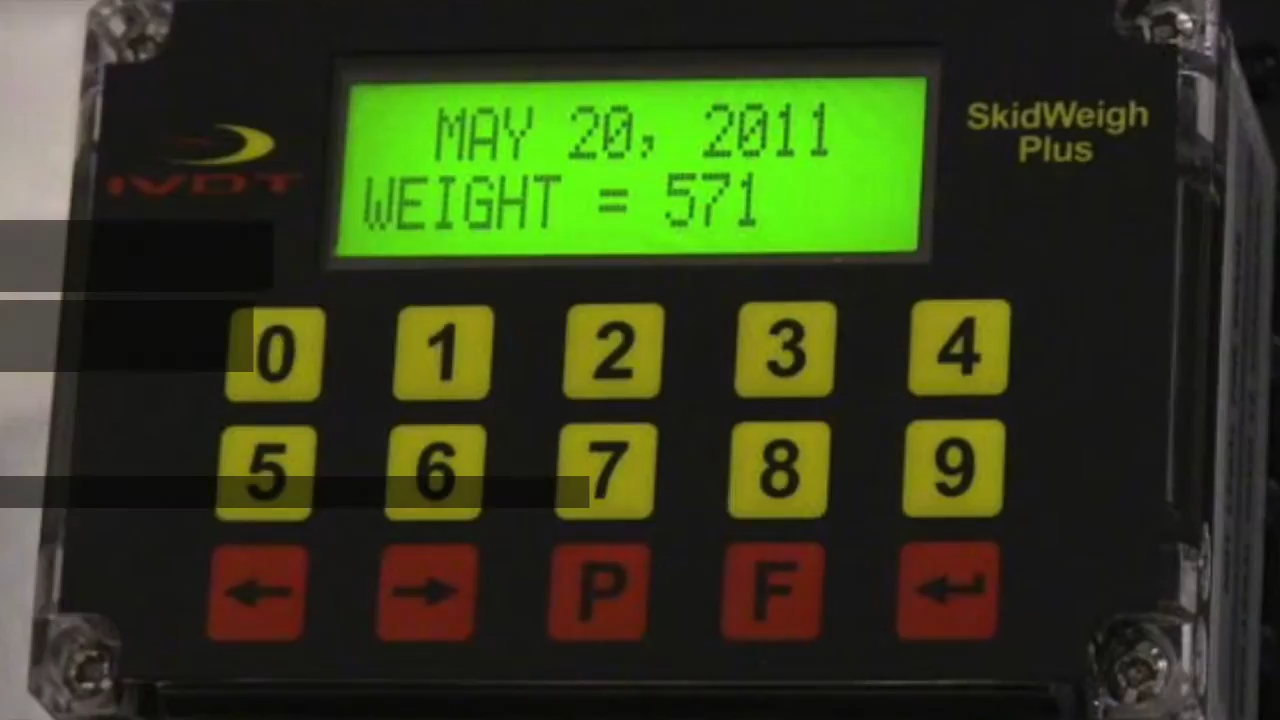 MAY 20, 2011
WEIGHT = 571
IVDT
SkidWeigh
Plus
0 1 2 3 4
5 6 7 8 9
← → P F ↵